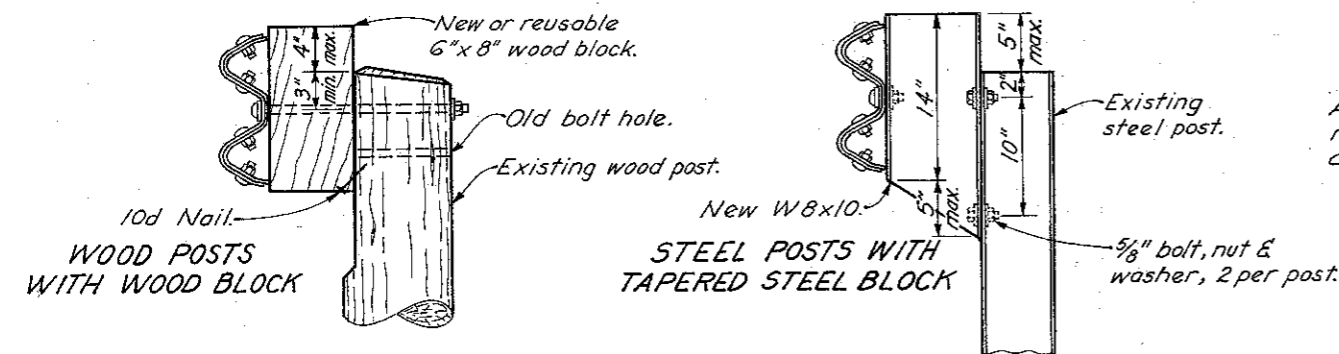 New or reusable
6"x 8" wood block.
4"
max.
3"
min.
Old bolt hole.
Existing wood post.
10d Nail.
WOOD POSTS
WITH WOOD BLOCK
14"
5"
max.
2"
10"
Existing
steel post.
New W8x10.
5"
max.
5/8" bolt, nut &
washer, 2 per post.
STEEL POSTS WITH
TAPERED STEEL BLOCK